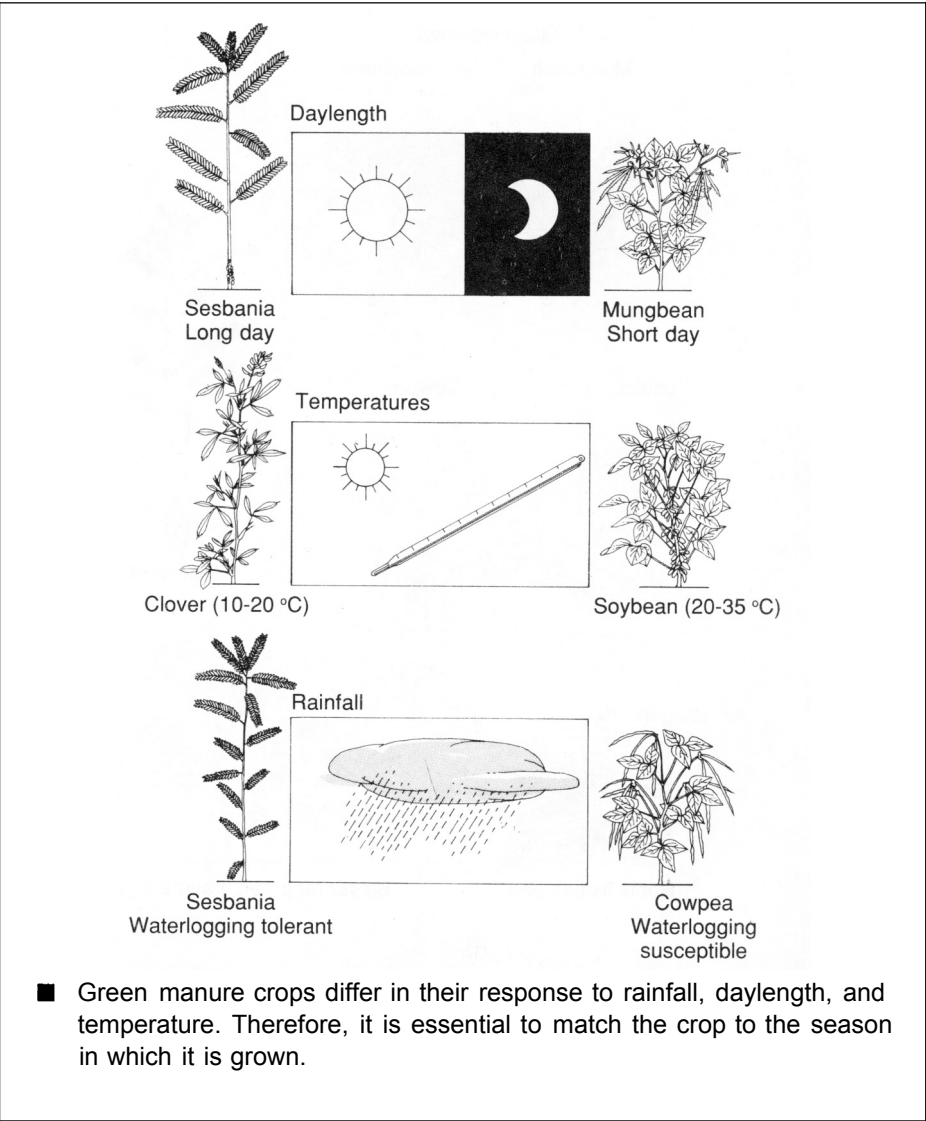 Daylength
Sesbania
Long day
Mungbean
Short day
Temperatures
Clover (10-20 °C)
Soybean (20-35 °C)
Rainfall
Sesbania
Waterlogging tolerant
Cowpea
Waterlogging
susceptible
■ Green manure crops differ in their response to rainfall, daylength, and
temperature. Therefore, it is essential to match the crop to the season
in which it is grown.